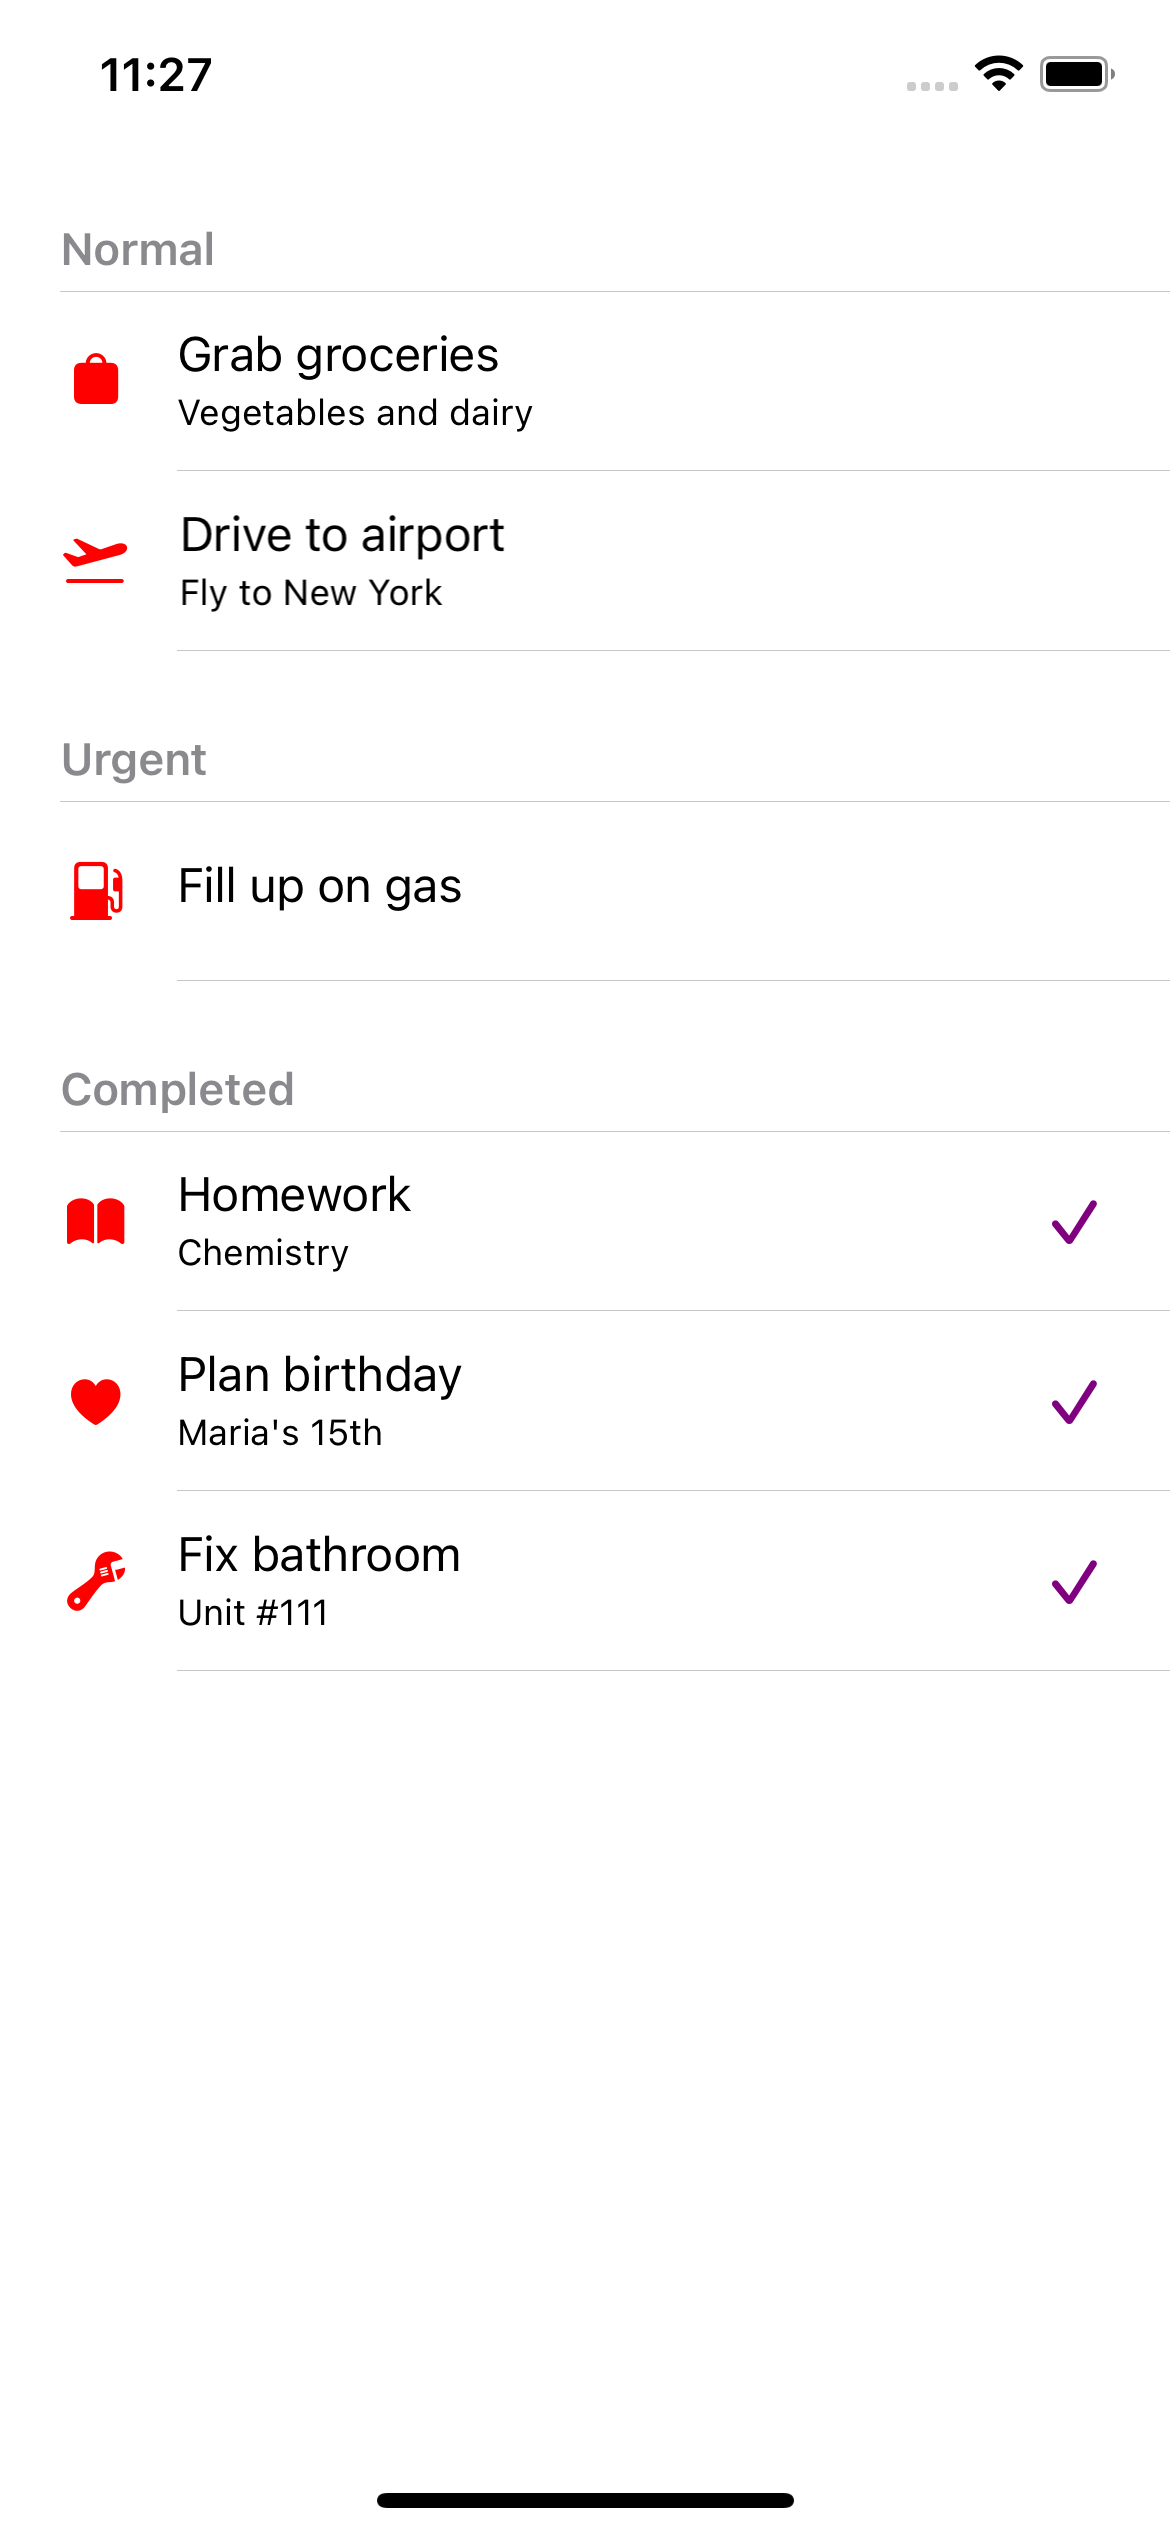 11:27
Normal
Grab groceries
Vegetables and dairy
Drive to airport
Fly to New York
Urgent
Fill up on gas
Completed
Homework
Chemistry
Plan birthday
Maria's 15th
Fix bathroom
Unit #111